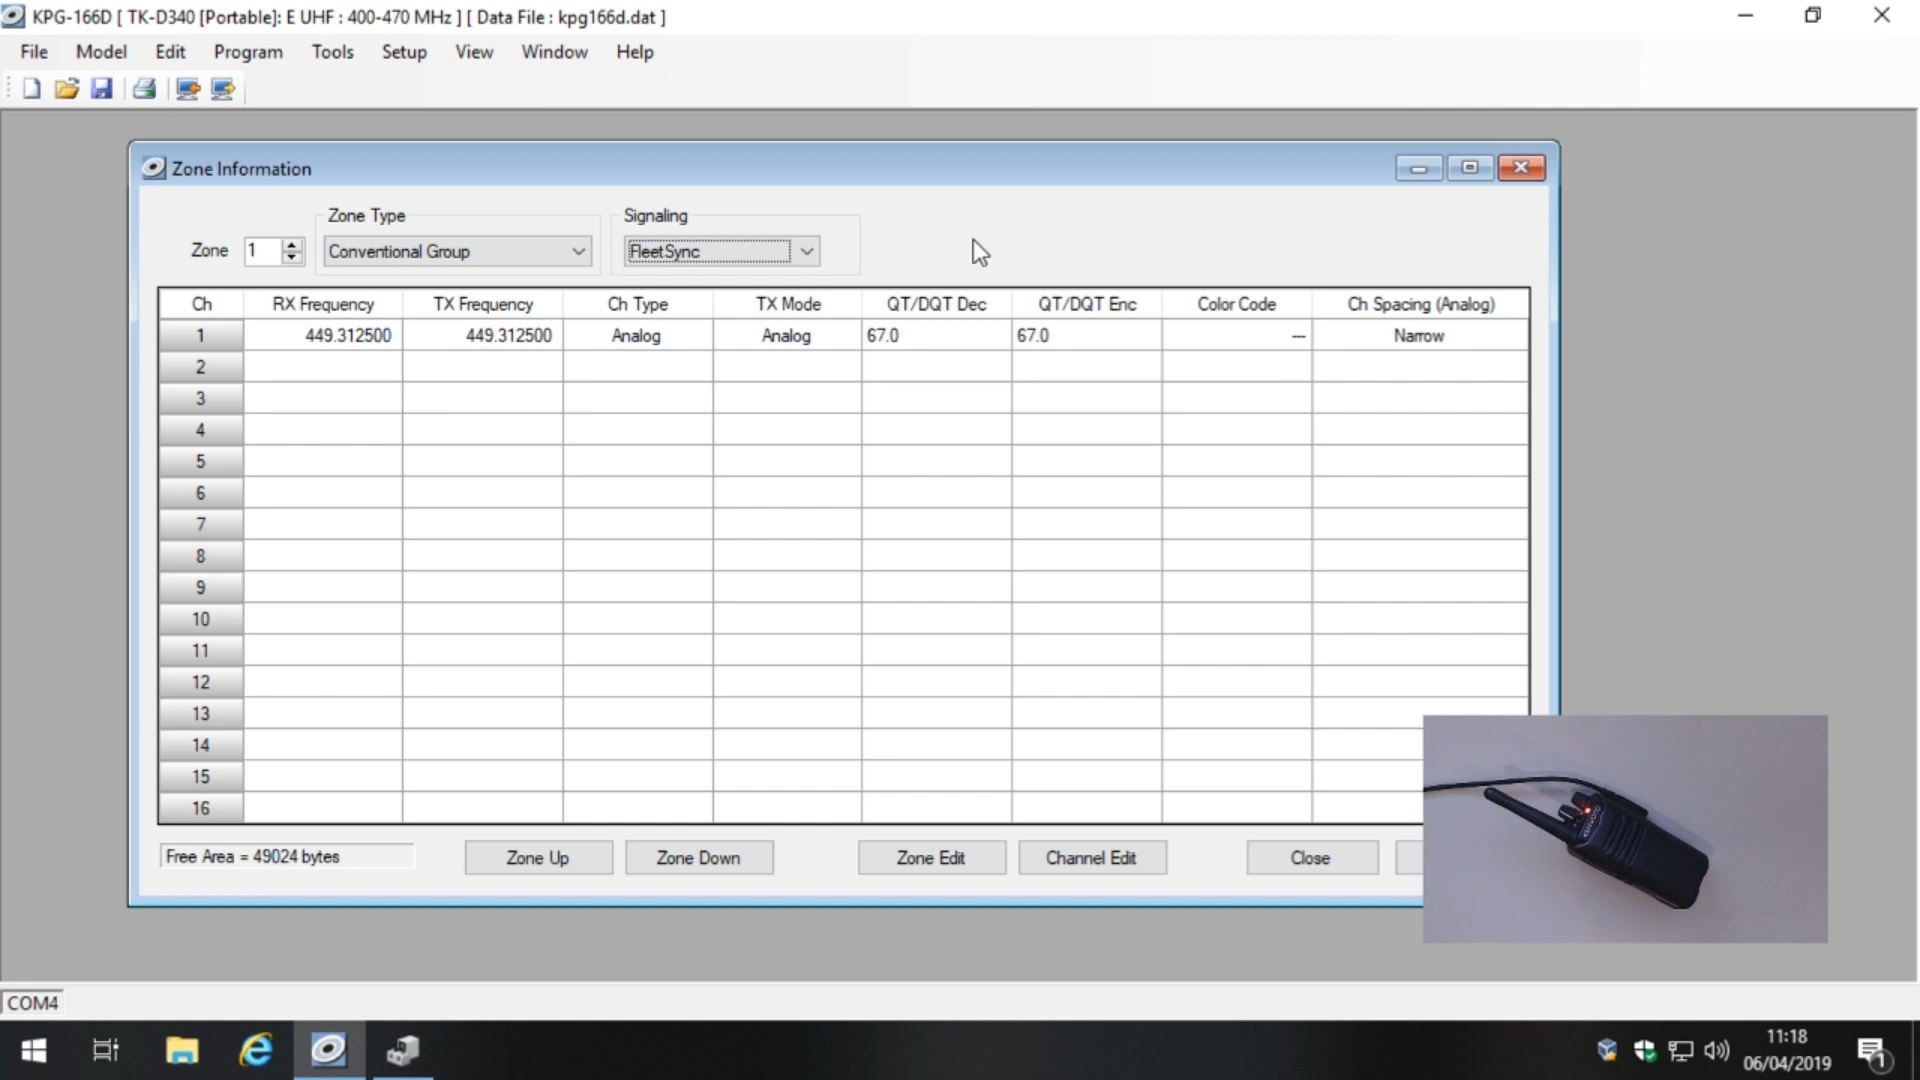 KPG-166D [ TK-D340 [Portable]: E UHF : 400-470 MHz ] [ Data File : kpg166d.dat ]
File Model Edit Program Tools Setup View Window Help
Zone Information
Zone Type Signaling
Zone 1 Conventional Group FleetSync
Ch RX Frequency TX Frequency Ch Type TX Mode QT/DQT Dec QT/DQT Enc Color Code Ch Spacing (Analog)
1 449.312500 449.312500 Analog Analog 67.0 67.0 --- Narrow
2
3
4
5
6
7
8
9
10
11
12
13
14
15
16
Free Area = 49024 bytes Zone Up Zone Down Zone Edit Channel Edit Close
COM4
11:18
06/04/2019
1